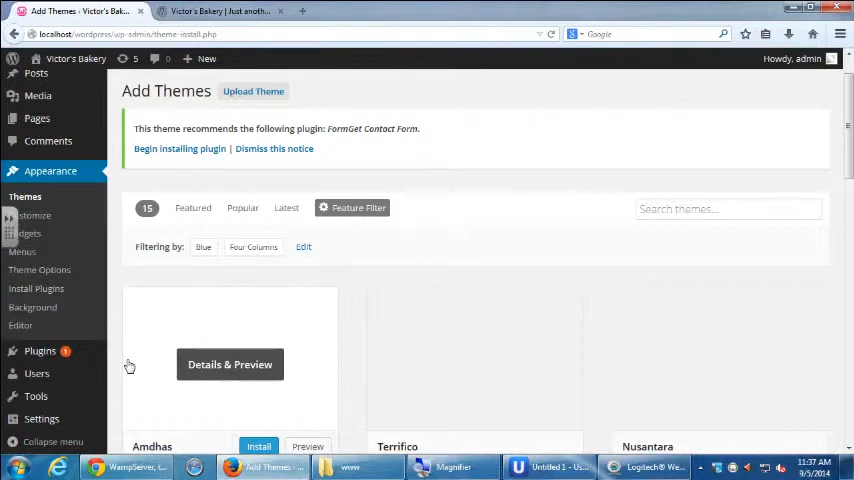 Add Themes ‹ Victor's Bak...
Victor's Bakery | Just anoth...
localhost/wordpress/wp-admin/theme-install.php
Google
Victor's Bakery
5
0
New
Howdy, admin
Posts
Media
Pages
Comments
Appearance
Themes
ustomize
dgets
Menus
Theme Options
Install Plugins
Background
Editor
Plugins 1
Users
Tools
Settings
Collapse menu
Add Themes
Upload Theme
This theme recommends the following plugin: FormGet Contact Form.
Begin installing plugin | Dismiss this notice
15
Featured
Popular
Latest
Feature Filter
Search themes...
Filtering by:
Blue
Four Columns
Edit
Details & Preview
Amdhas
Install
Preview
Terrifico
Nusantara
WampServer, t...
Add Themes ‹ ...
www
Magnifier
Untitled 1 - Us...
Logitech® We...
11:37 AM
9/5/2014